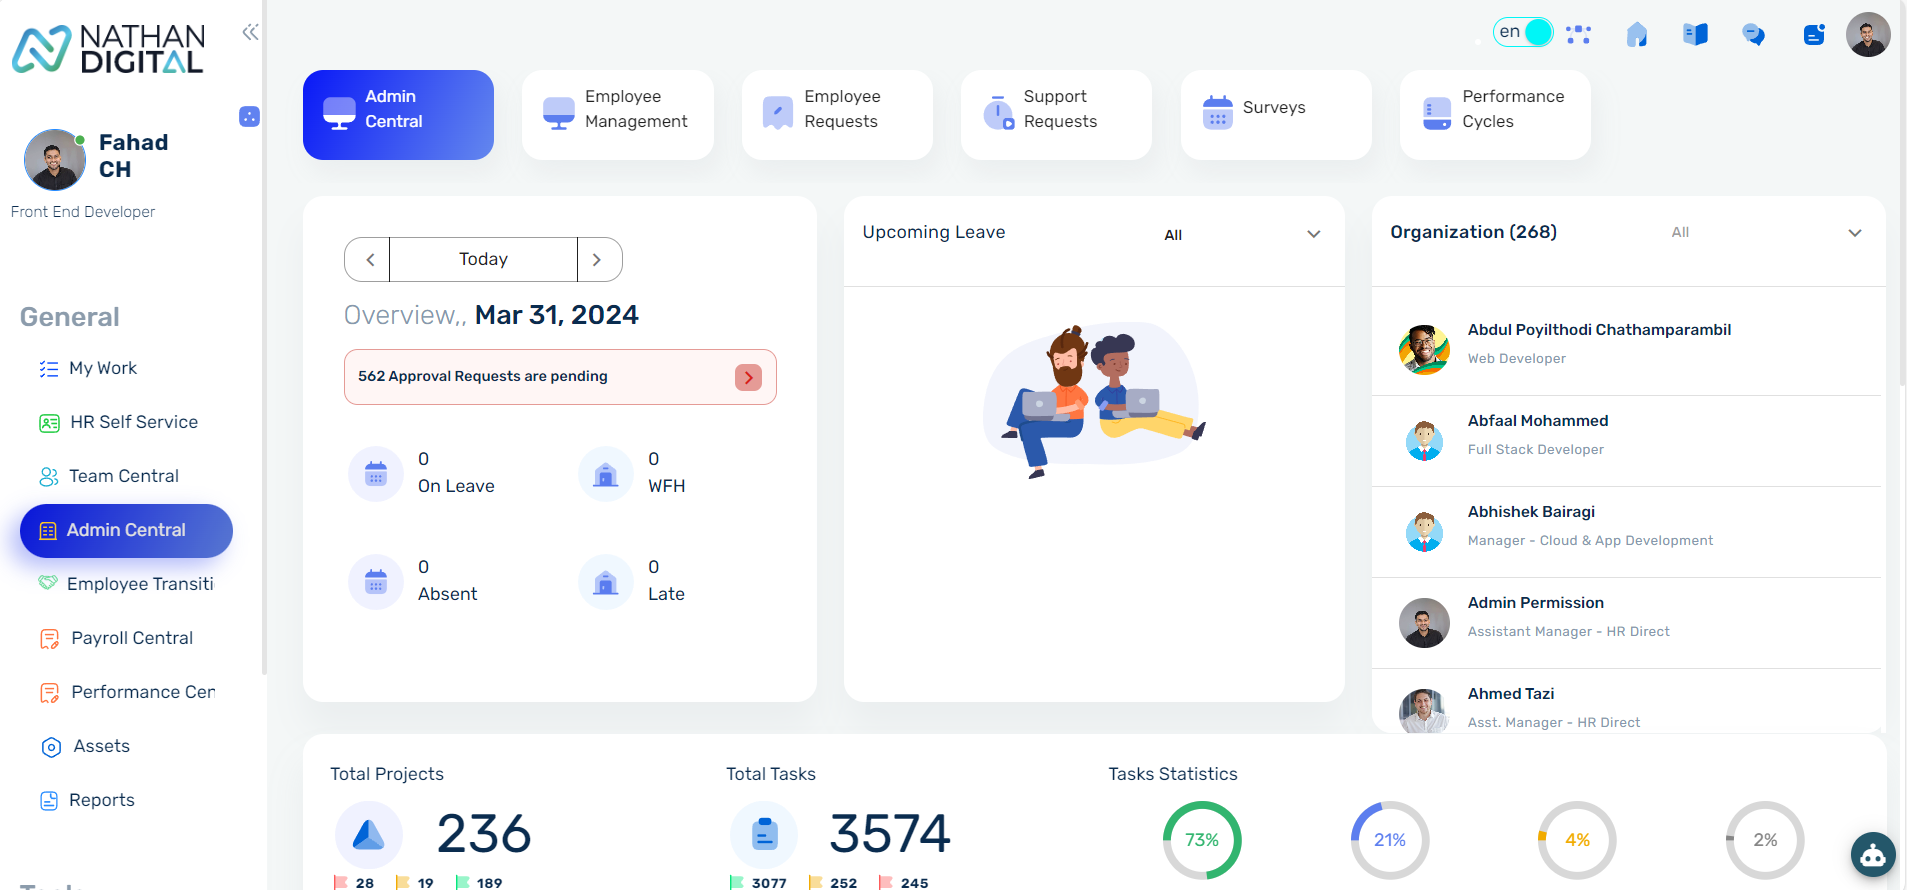 NATHAN
DIGITAL
Fahad
CH
Front End Developer
General
My Work
HR Self Service
Team Central
Admin Central
Employee Transiti
Payroll Central
Performance Cen
Assets
Reports
en
Admin
Central
Employee
Management
Employee
Requests
Support
Requests
Surveys
Performance
Cycles
Today
Overview,, Mar 31, 2024
562 Approval Requests are pending
0
On Leave
0
WFH
0
Absent
0
Late
Upcoming Leave
All
Organization (268)
All
Abdul Poyilthodi Chathamparambil
Web Developer
Abfaal Mohammed
Full Stack Developer
Abhishek Bairagi
Manager - Cloud & App Development
Admin Permission
Assistant Manager - HR Direct
Ahmed Tazi
Asst. Manager - HR Direct
Total Projects
236
28 19 189
Total Tasks
3574
3077 252 245
Tasks Statistics
73% 21% 4% 2%